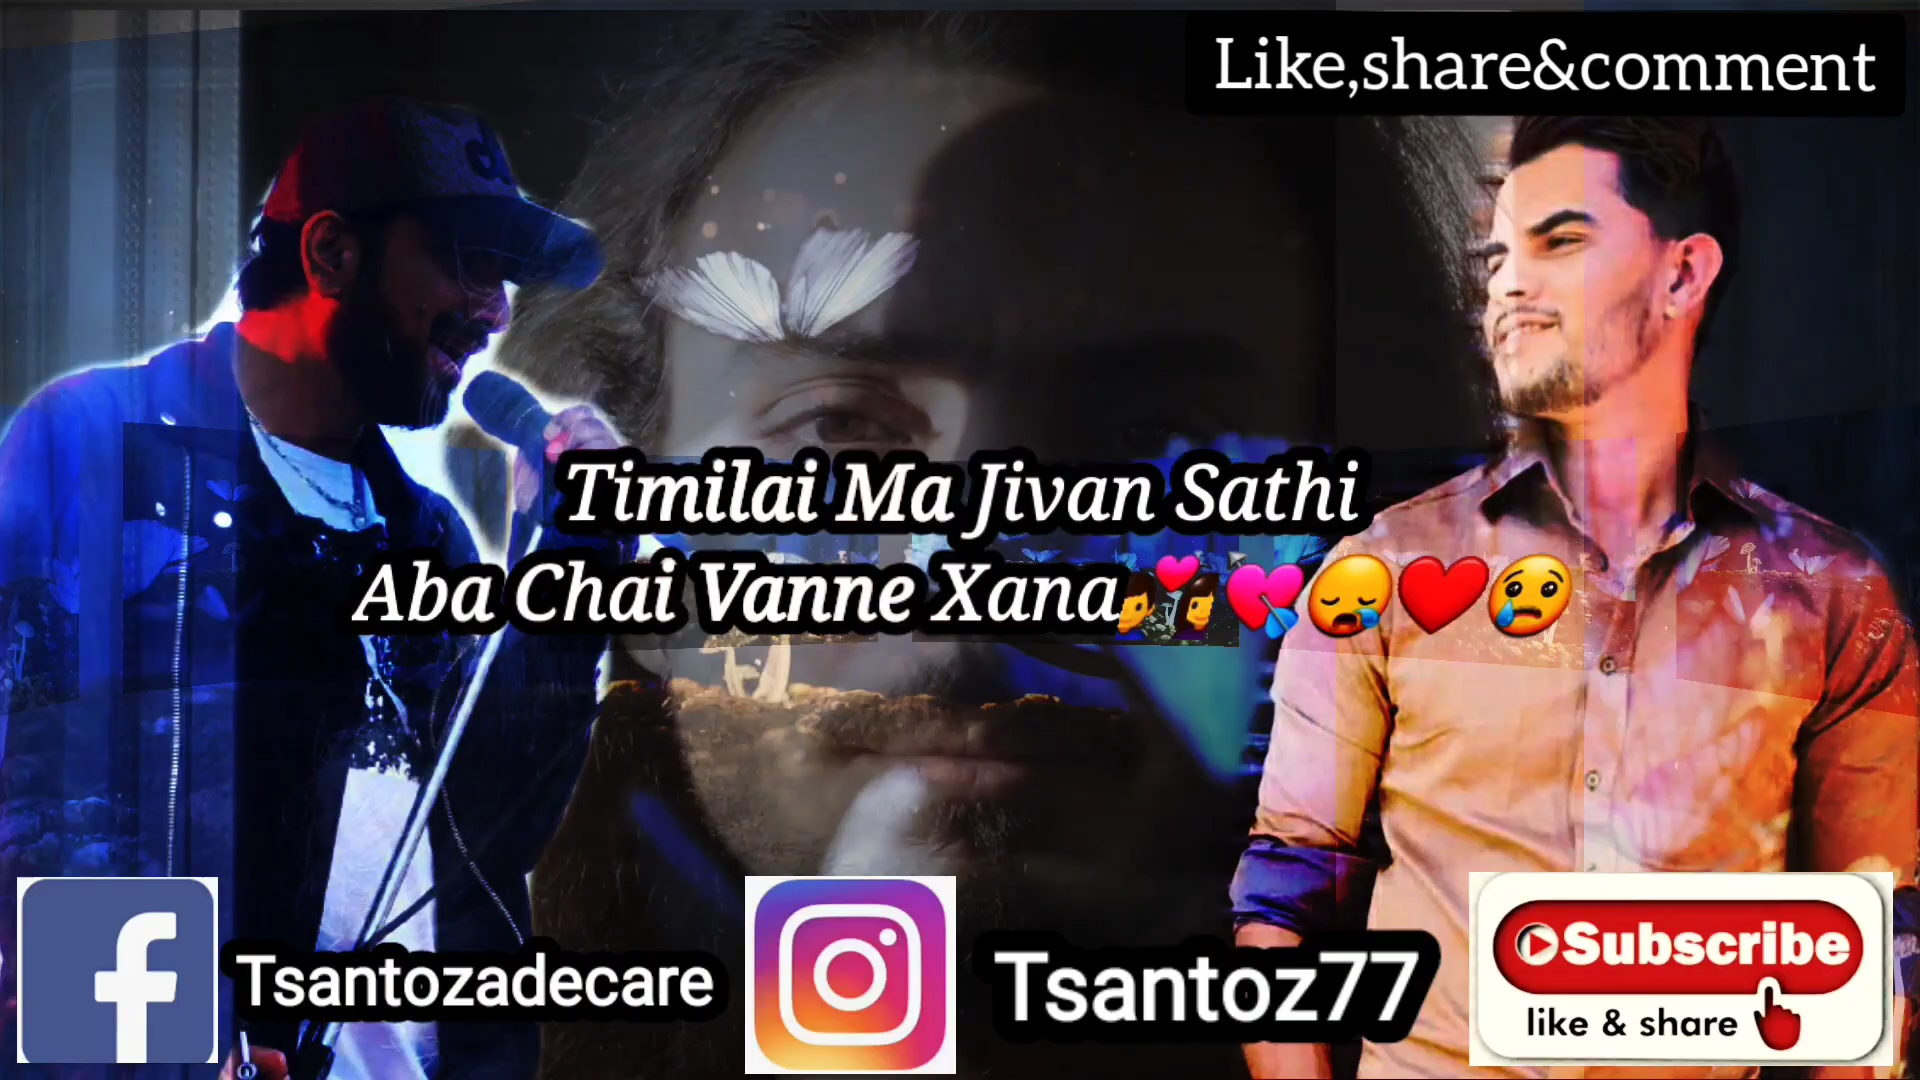 Like,share&comment
Timilai Ma Jivan Sathi
Aba Chai Vanne Xana💑💘😪❤️😢
Tsantozadecare
Tsantoz77
Subscribe
like & share